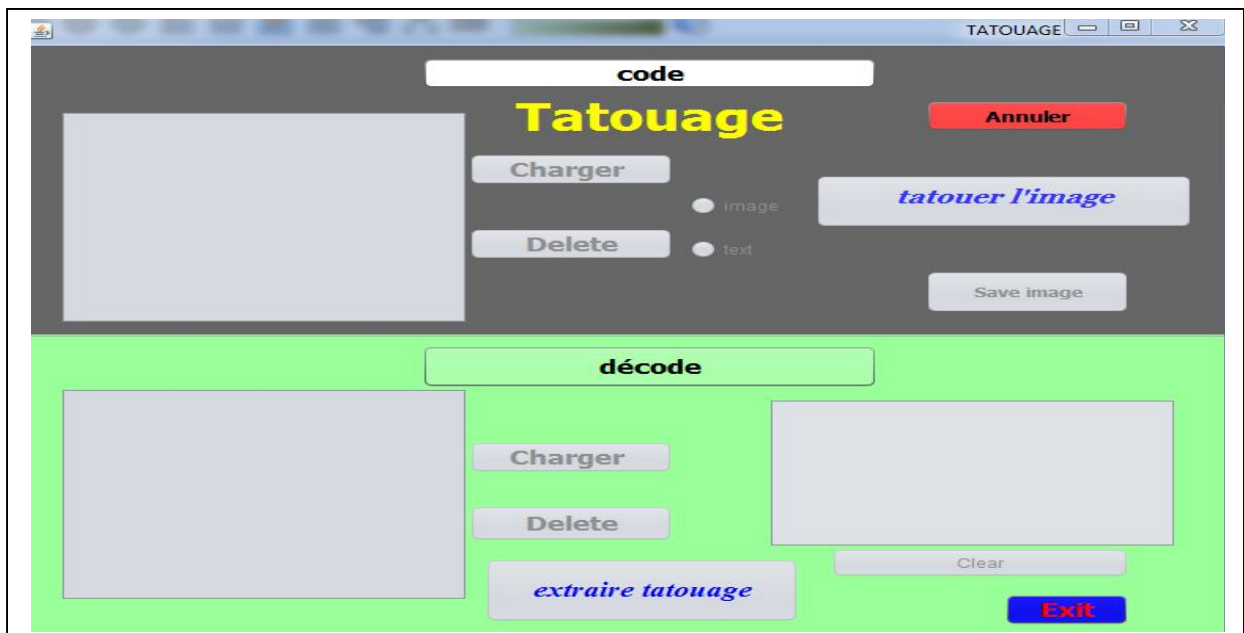 TATOUAGE
code
Tatouage
Annuler
Charger
tatouer l'image
image
Delete
text
Save image
décode
Charger
Delete
Clear
extraire tatouage
Exit